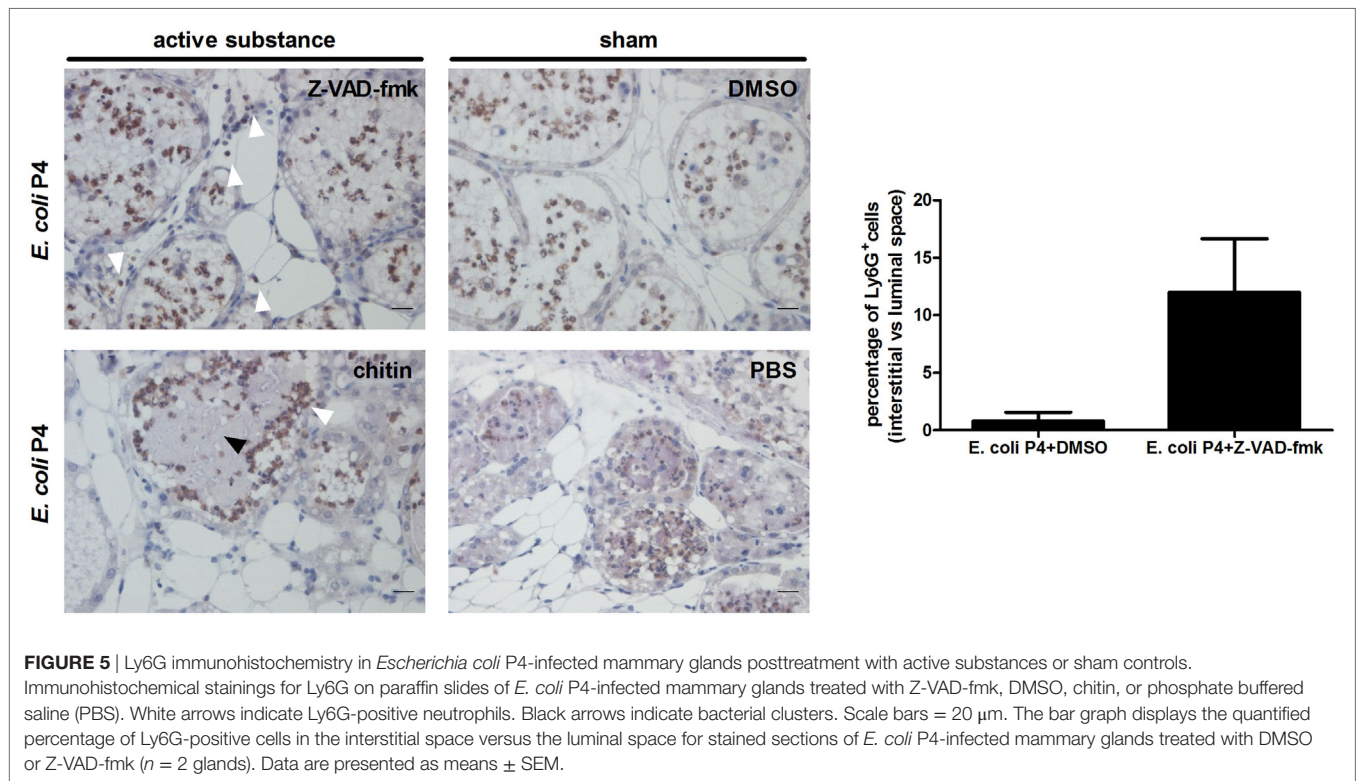 active substance
sham
Z-VAD-fmk
DMSO
E. coli P4
chitin
PBS
E. coli P4
percentage of Ly6G+cells
(interstitial vs luminal space)
20
15
10
5
0
E. coli P4+DMSO
E. coli P4+Z-VAD-fmk
FIGURE 5 | Ly6G immunohistochemistry in Escherichia coli P4-infected mammary glands posttreatment with active substances or sham controls.
Immunohistochemical stainings for Ly6G on paraffin slides of E. coli P4-infected mammary glands treated with Z-VAD-fmk, DMSO, chitin, or phosphate buffered
saline (PBS). White arrows indicate Ly6G-positive neutrophils. Black arrows indicate bacterial clusters. Scale bars = 20 μm. The bar graph displays the quantified
percentage of Ly6G-positive cells in the interstitial space versus the luminal space for stained sections of E. coli P4-infected mammary glands treated with DMSO
or Z-VAD-fmk (n = 2 glands). Data are presented as means ± SEM.